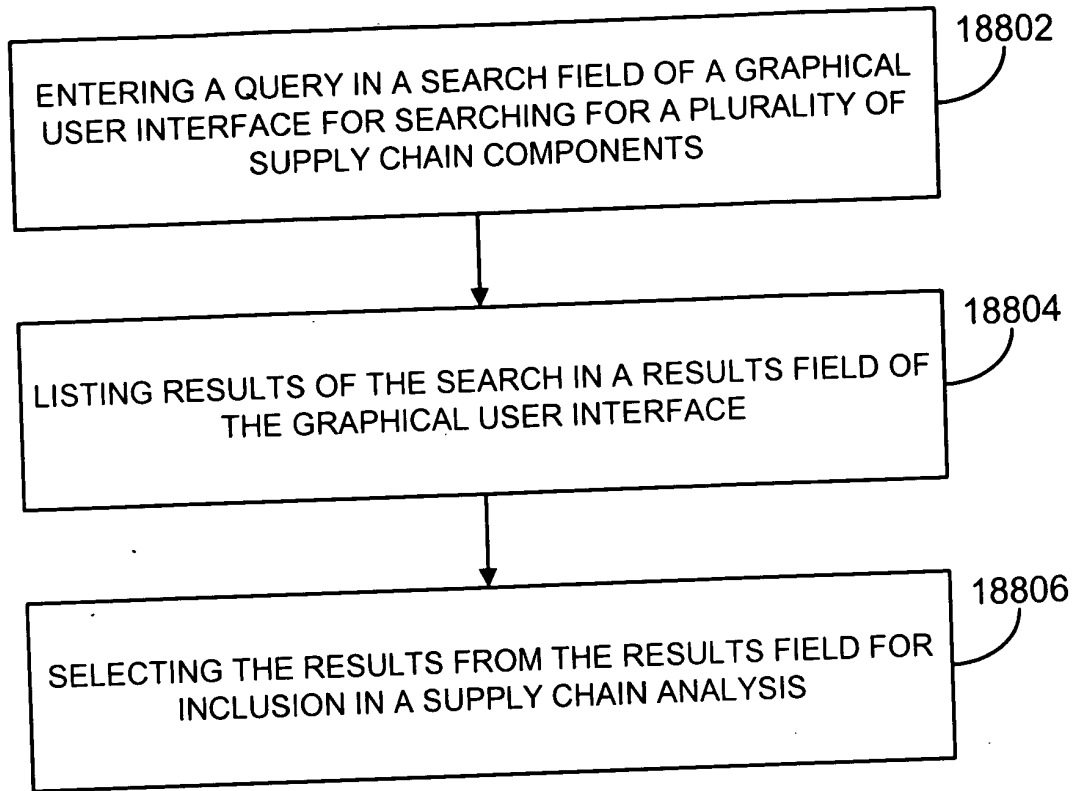 18802
ENTERING A QUERY IN A SEARCH FIELD OF A GRAPHICAL
USER INTERFACE FOR SEARCHING FOR A PLURALITY OF
SUPPLY CHAIN COMPONENTS
18804
LISTING RESULTS OF THE SEARCH IN A RESULTS FIELD OF
THE GRAPHICAL USER INTERFACE
18806
SELECTING THE RESULTS FROM THE RESULTS FIELD FOR
INCLUSION IN A SUPPLY CHAIN ANALYSIS